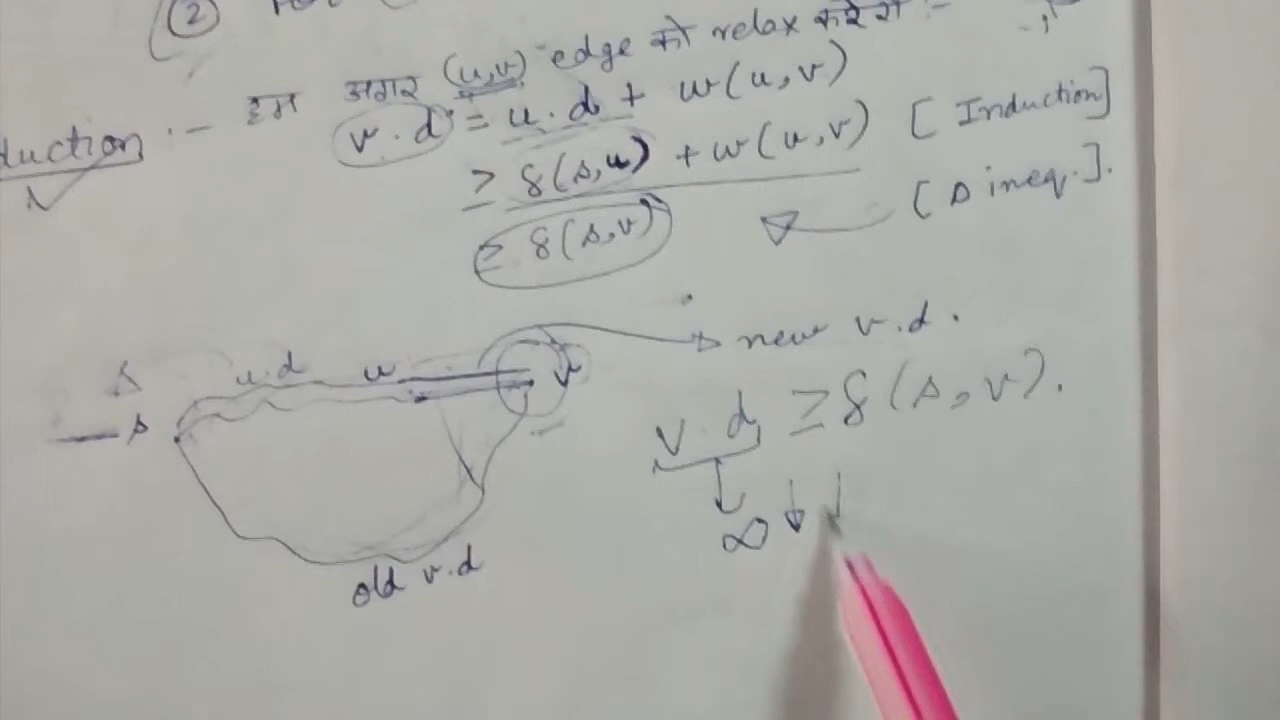 ②
duction :- हम अगर (u,v) edge को relax करेंगे :-
v.d = u.d + w(u,v)
≥ δ(s,u) + w(u,v) [Induction]
≥ δ(s,v) [Δ ineq.].
new v.d.
s u.d u v
s
v.d ≥ δ(s,v).
∞
old v.d